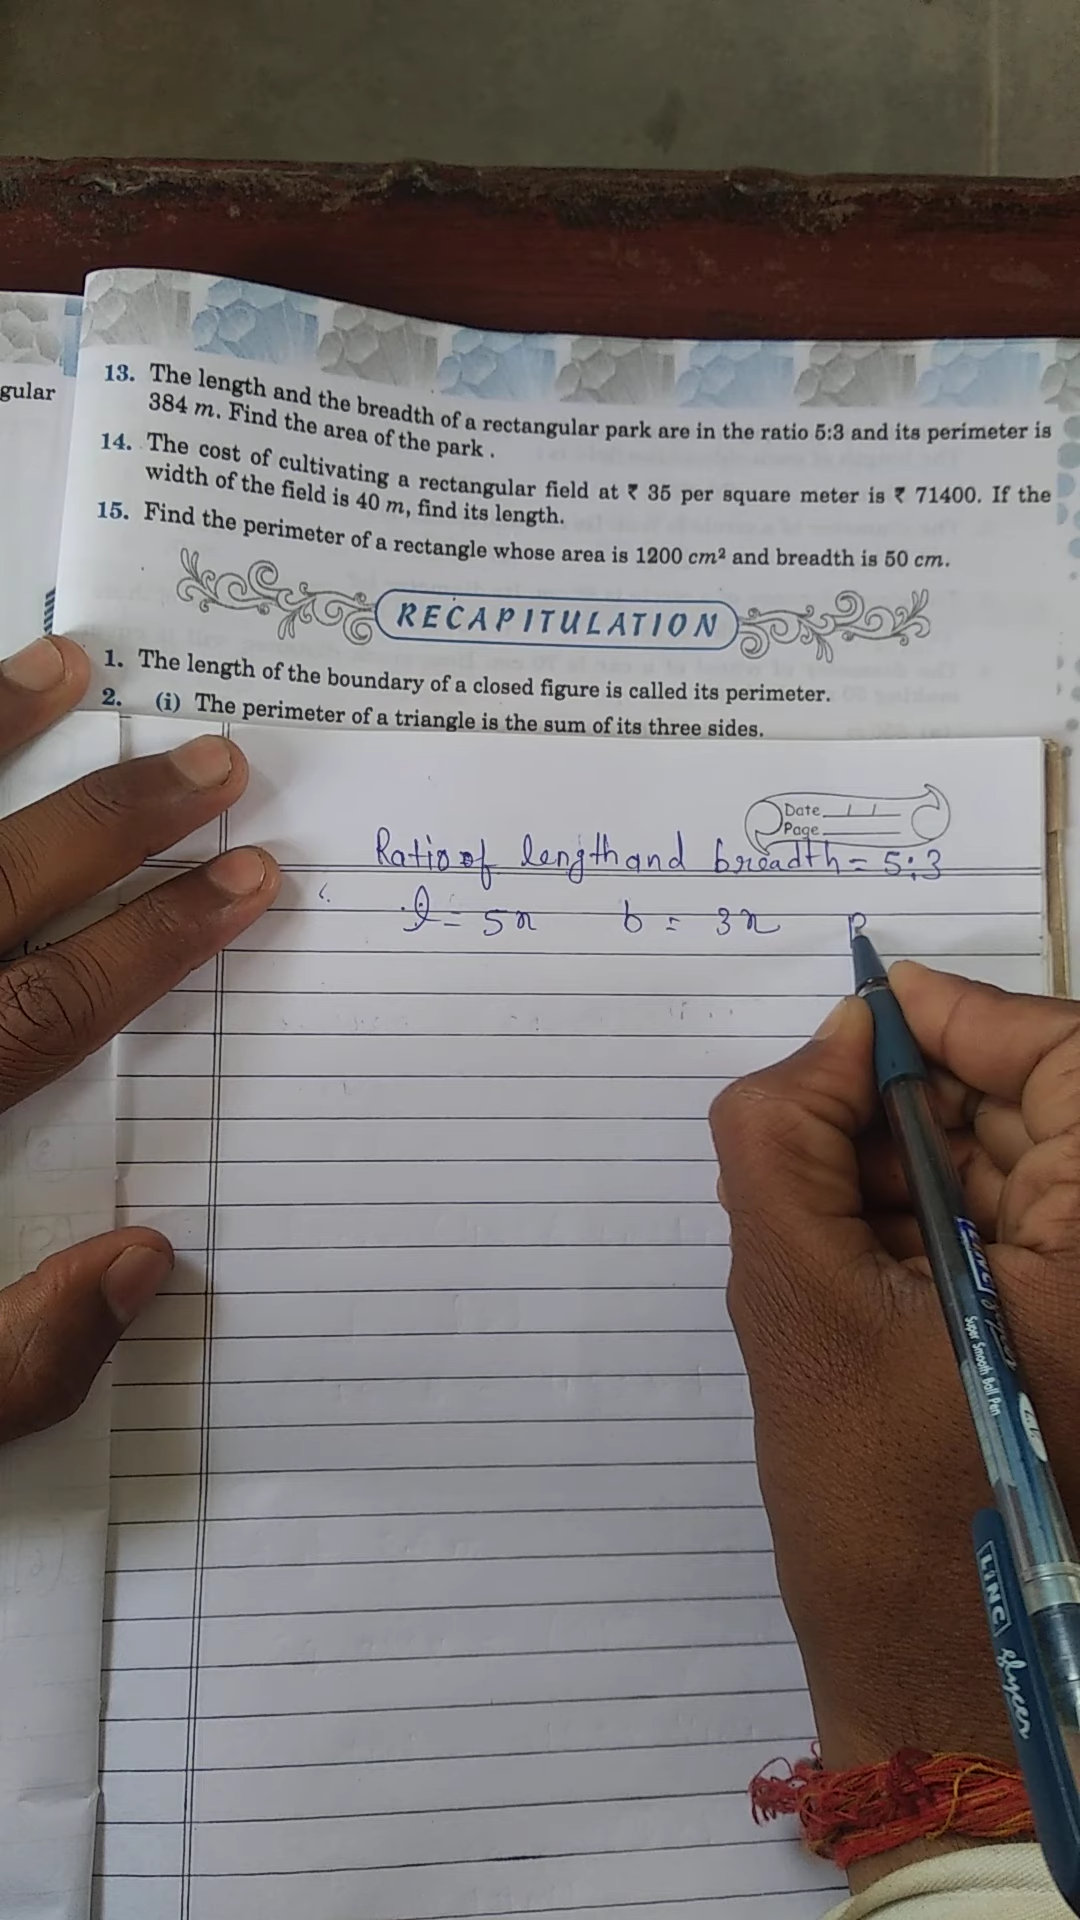 gular
13. The length and the breadth of a rectangular park are in the ratio 5:3 and its perimeter is
384 m. Find the area of the park.
14. The cost of cultivating a rectangular field at ₹ 35 per square meter is ₹ 71400. If the
width of the field is 40 m, find its length.
15. Find the perimeter of a rectangle whose area is 1200 cm² and breadth is 50 cm.
RECAPITULATION
1. The length of the boundary of a closed figure is called its perimeter.
2. (i) The perimeter of a triangle is the sum of its three sides.
Date
Page
Ratio of length and breadth = 5:3
l = 5x b = 3x P
Super Smooth Ball Pen
LINC glycer